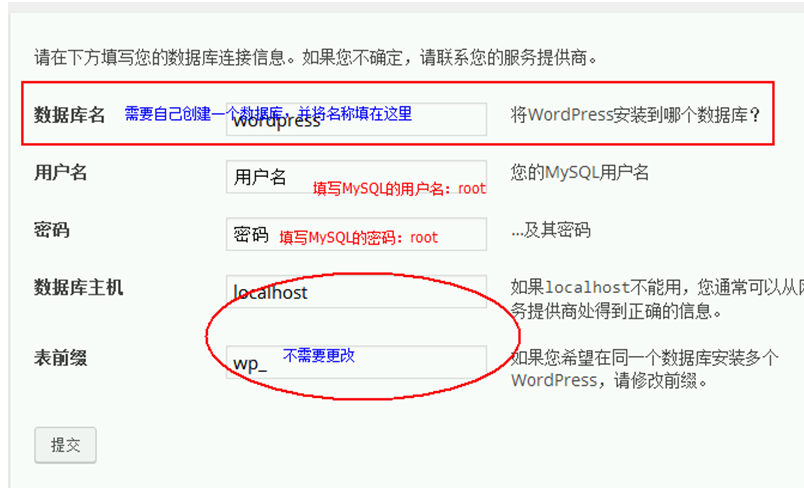 请在下方填写您的数据库连接信息。如果您不确定，请联系您的服务提供商。
数据库名 需要自己创建一个数据库，并将名称填在这里 wordpress 将WordPress安装到哪个数据库？
用户名 用户名 填写MySQL的用户名：root 您的MySQL用户名
密码 密码 填写MySQL的密码：root …及其密码
数据库主机 localhost 如果localhost不能用，您通常可以从
务提供商处得到正确的信息。
表前缀 wp_ 不需要更改 如果您希望在同一个数据库安装多个
WordPress，请修改前缀。
提交